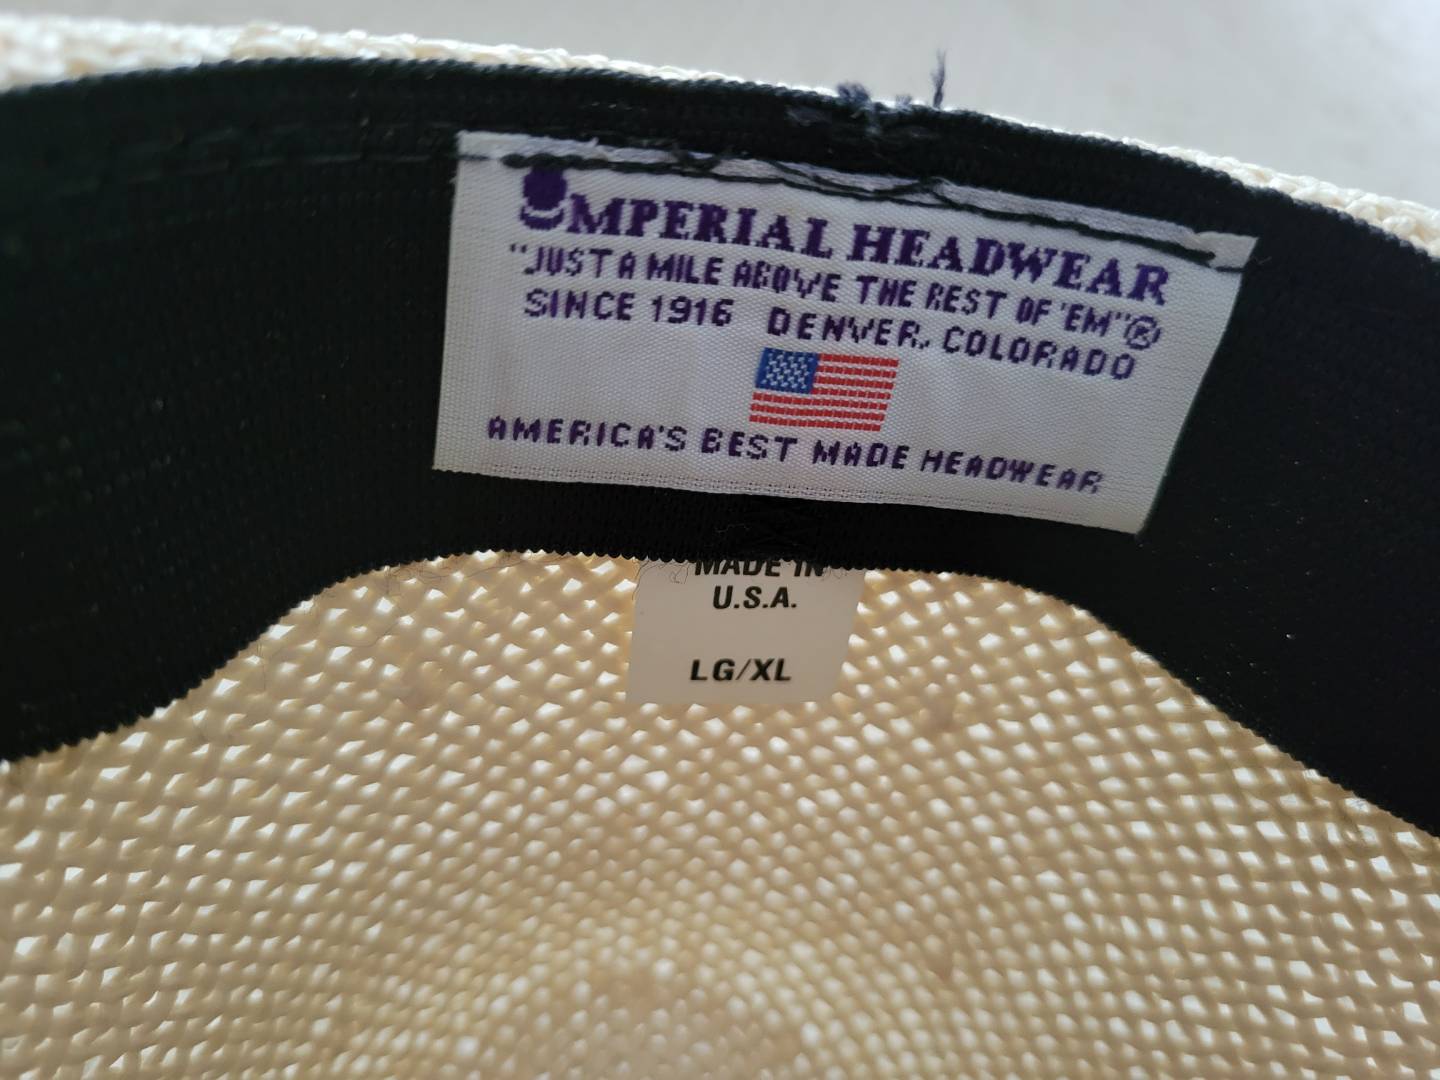 IMPERIAL HEADWEAR
"JUST A MILE ABOVE THE REST OF 'EM"®
SINCE 1916 DENVER, COLORADO
AMERICA'S BEST MADE HEADWEAR
MADE IN
U.S.A.
LG/XL